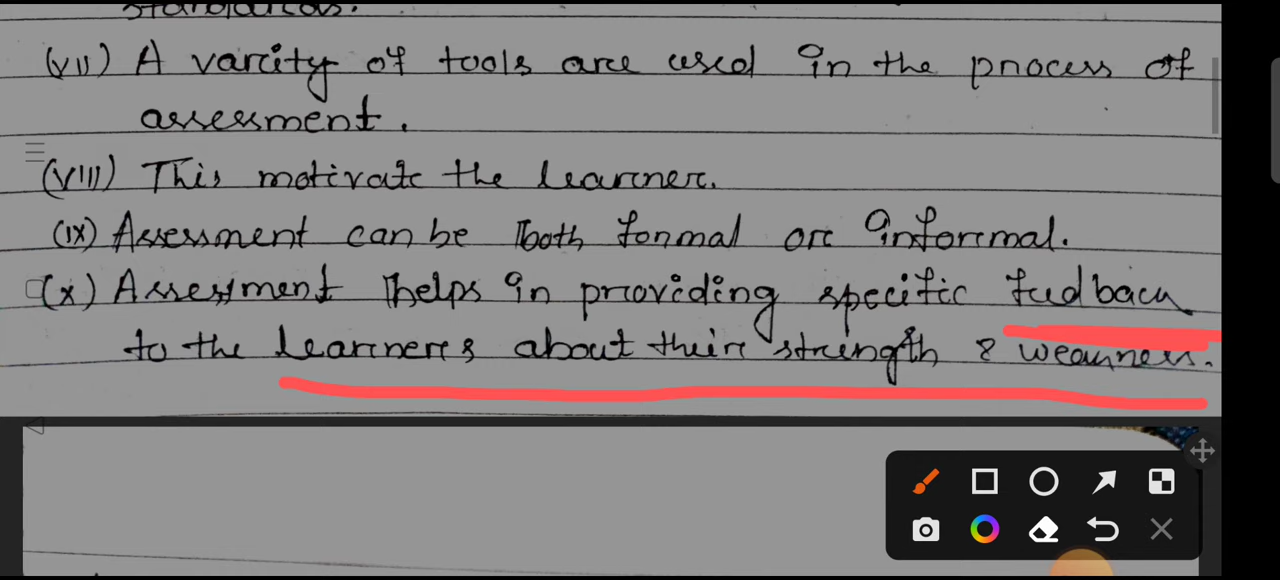 standards.
(VII) A varcity of tools are used in the process of
assessment.
(VIII) This motivate the learner.
(IX) Assessment can be both formal or informal.
(X) Assessment helps in providing specific feedback
to the learners about their strength & weakness.